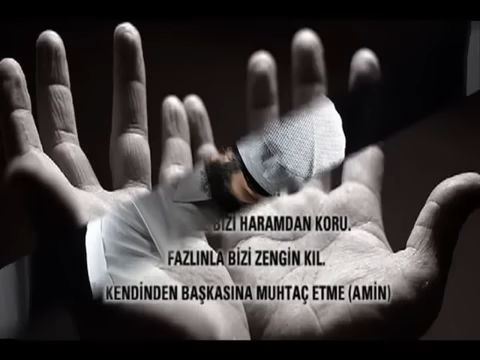 BİZİ HARAMDAN KORU.
FAZLINLA BİZİ ZENGİN KIL.
KENDİNDEN BAŞKASINA MUHTAÇ ETME (AMİN)